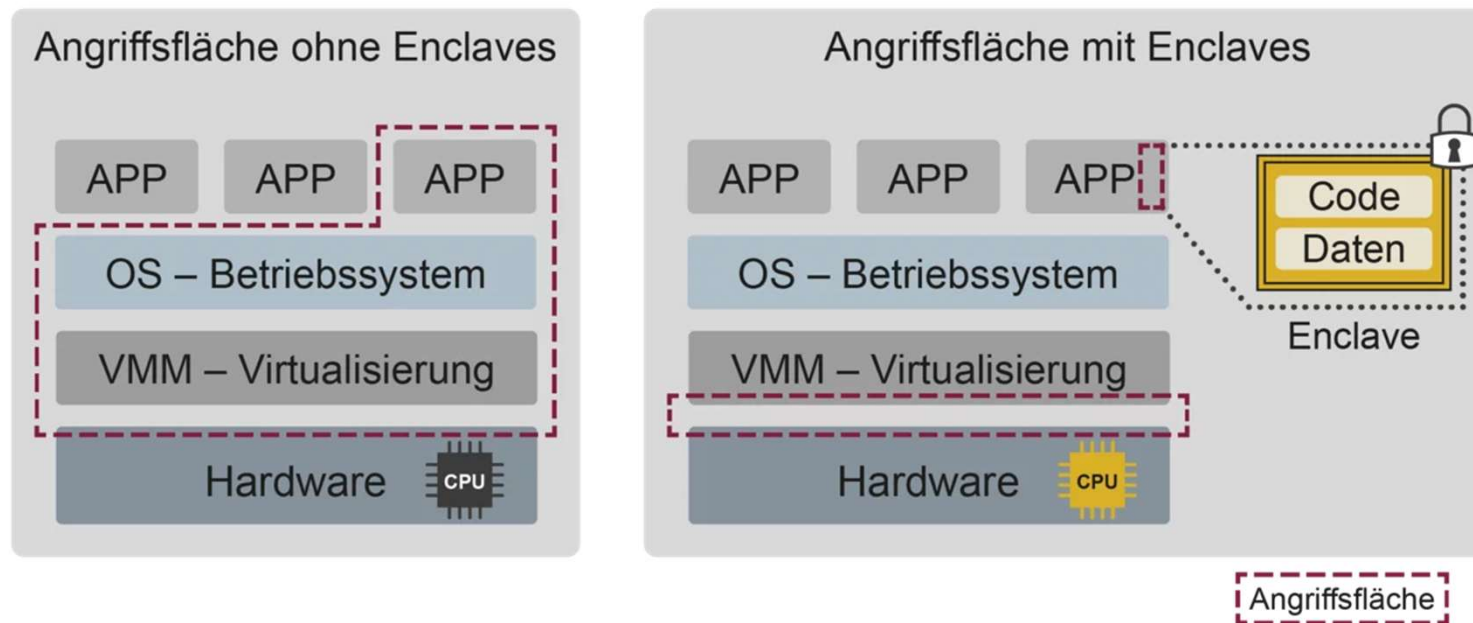 Angriffsfläche ohne Enclaves
APP
APP
APP
OS – Betriebssystem
VMM – Virtualisierung
Hardware
CPU
Angriffsfläche mit Enclaves
APP
APP
APP
Code
Daten
Enclave
OS – Betriebssystem
VMM – Virtualisierung
Hardware
CPU
Angriffsfläche